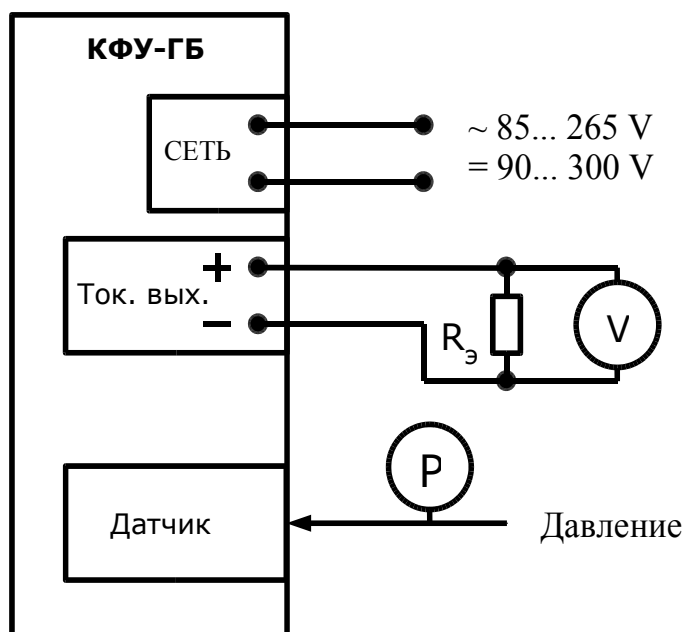 КФУ-ГБ
СЕТЬ
~ 85... 265 V
= 90... 300 V
+
Ток. вых.
−
Rэ
V
P
Датчик
Давление